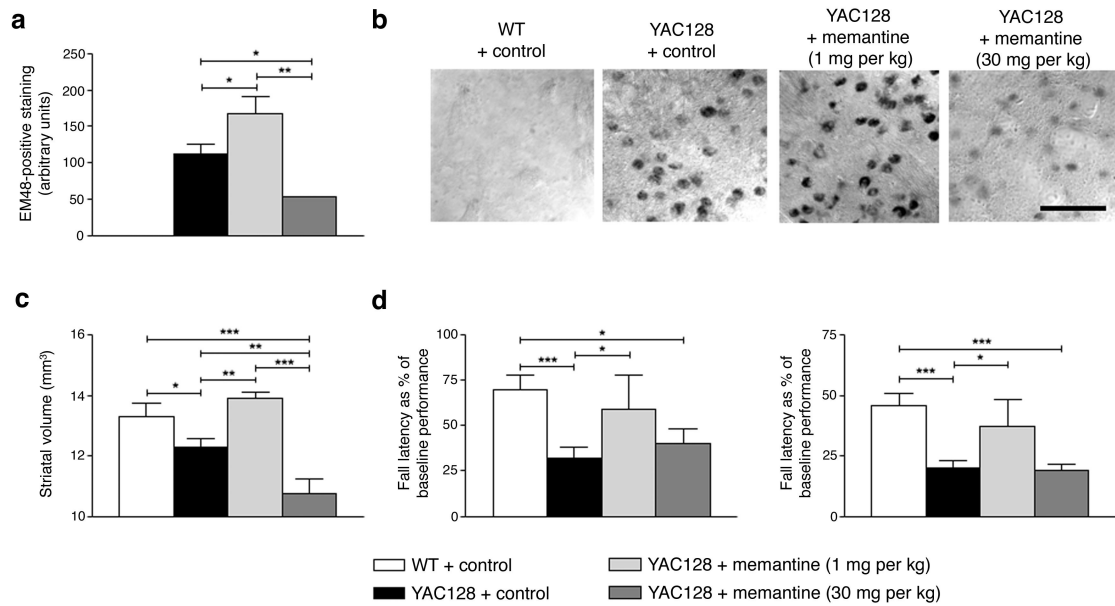 a
EM48-positive staining
(arbitrary units)
250
200
150
100
50
0
*
*
**
b
WT
+ control
YAC128
+ control
YAC128
+ memantine
(1 mg per kg)
YAC128
+ memantine
(30 mg per kg)
c
Striatal volume (mm³)
16
14
12
10
***
**
***
**
*
d
Fall latency as % of
baseline performance
100
75
50
25
0
*
*
***
Fall latency as % of
baseline performance
75
50
25
0
***
*
***
WT + control
YAC128 + control
YAC128 + memantine (1 mg per kg)
YAC128 + memantine (30 mg per kg)